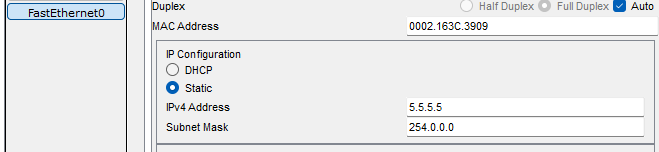 FastEthernet0
Duplex Half Duplex Full Duplex Auto
MAC Address 0002.163C.3909
IP Configuration
DHCP
Static
IPv4 Address 5.5.5.5
Subnet Mask 254.0.0.0